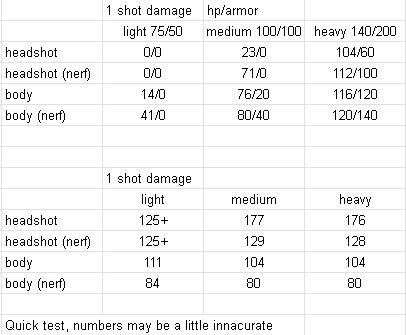 1 shot damage hp/armor
light 75/50 medium 100/100 heavy 140/200
headshot 0/0 23/0 104/60
headshot (nerf) 0/0 71/0 112/100
body 14/0 76/20 116/120
body (nerf) 41/0 80/40 120/140
1 shot damage
light medium heavy
headshot 125+ 177 176
headshot (nerf) 125+ 129 128
body 111 104 104
body (nerf) 84 80 80
Quick test, numbers may be a little innacurate